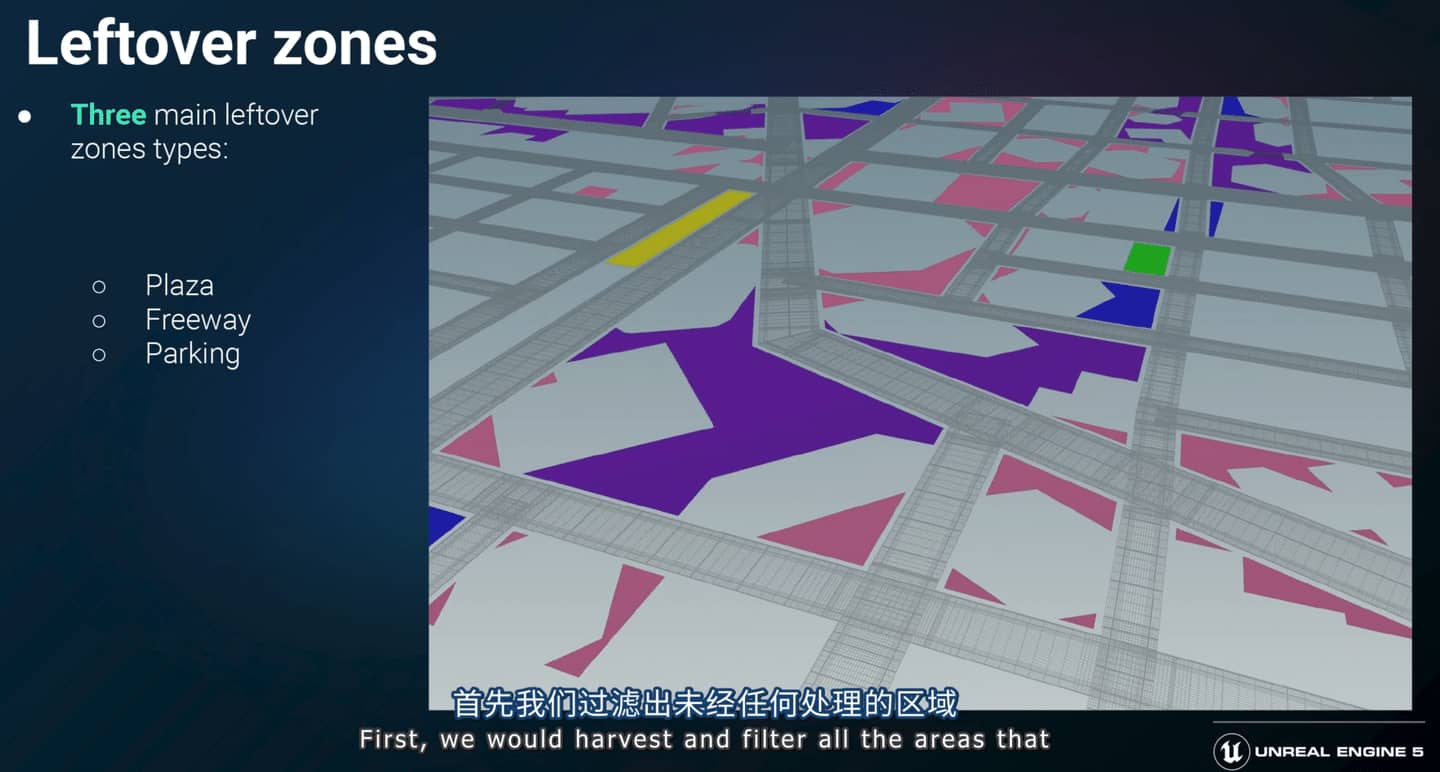 Leftover zones
● Three main leftover
zones types:
○ Plaza
○ Freeway
○ Parking
首先我们过滤出未经任何处理的区域
First, we would harvest and filter all the areas that
UNREAL ENGINE 5